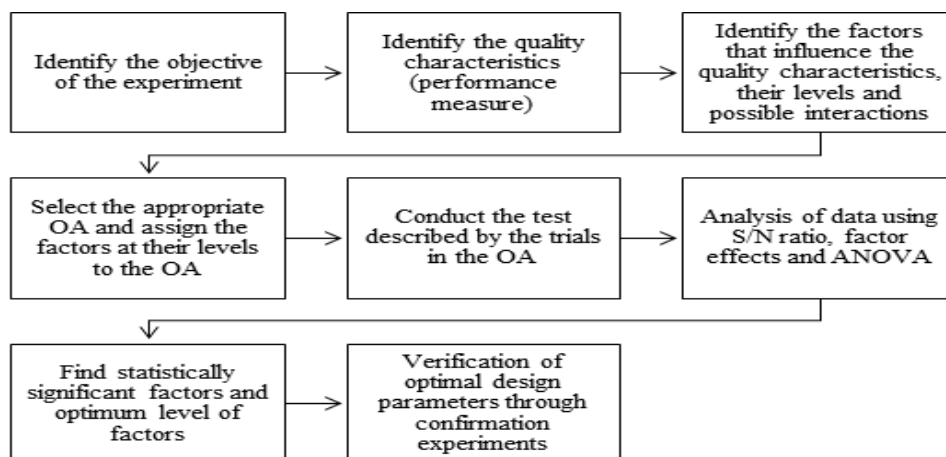 Identify the objective
of the experiment
Identify the quality
characteristics
(performance
measure)
Identify the factors
that influence the
quality characteristics,
their levels and
possible interactions
Select the appropriate
OA and assign the
factors at their levels
to the OA
Conduct the test
described by the trials
in the OA
Analysis of data using
S/N ratio, factor
effects and ANOVA
Find statistically
significant factors and
optimum level of
factors
Verification of
optimal design
parameters through
confirmation
experiments